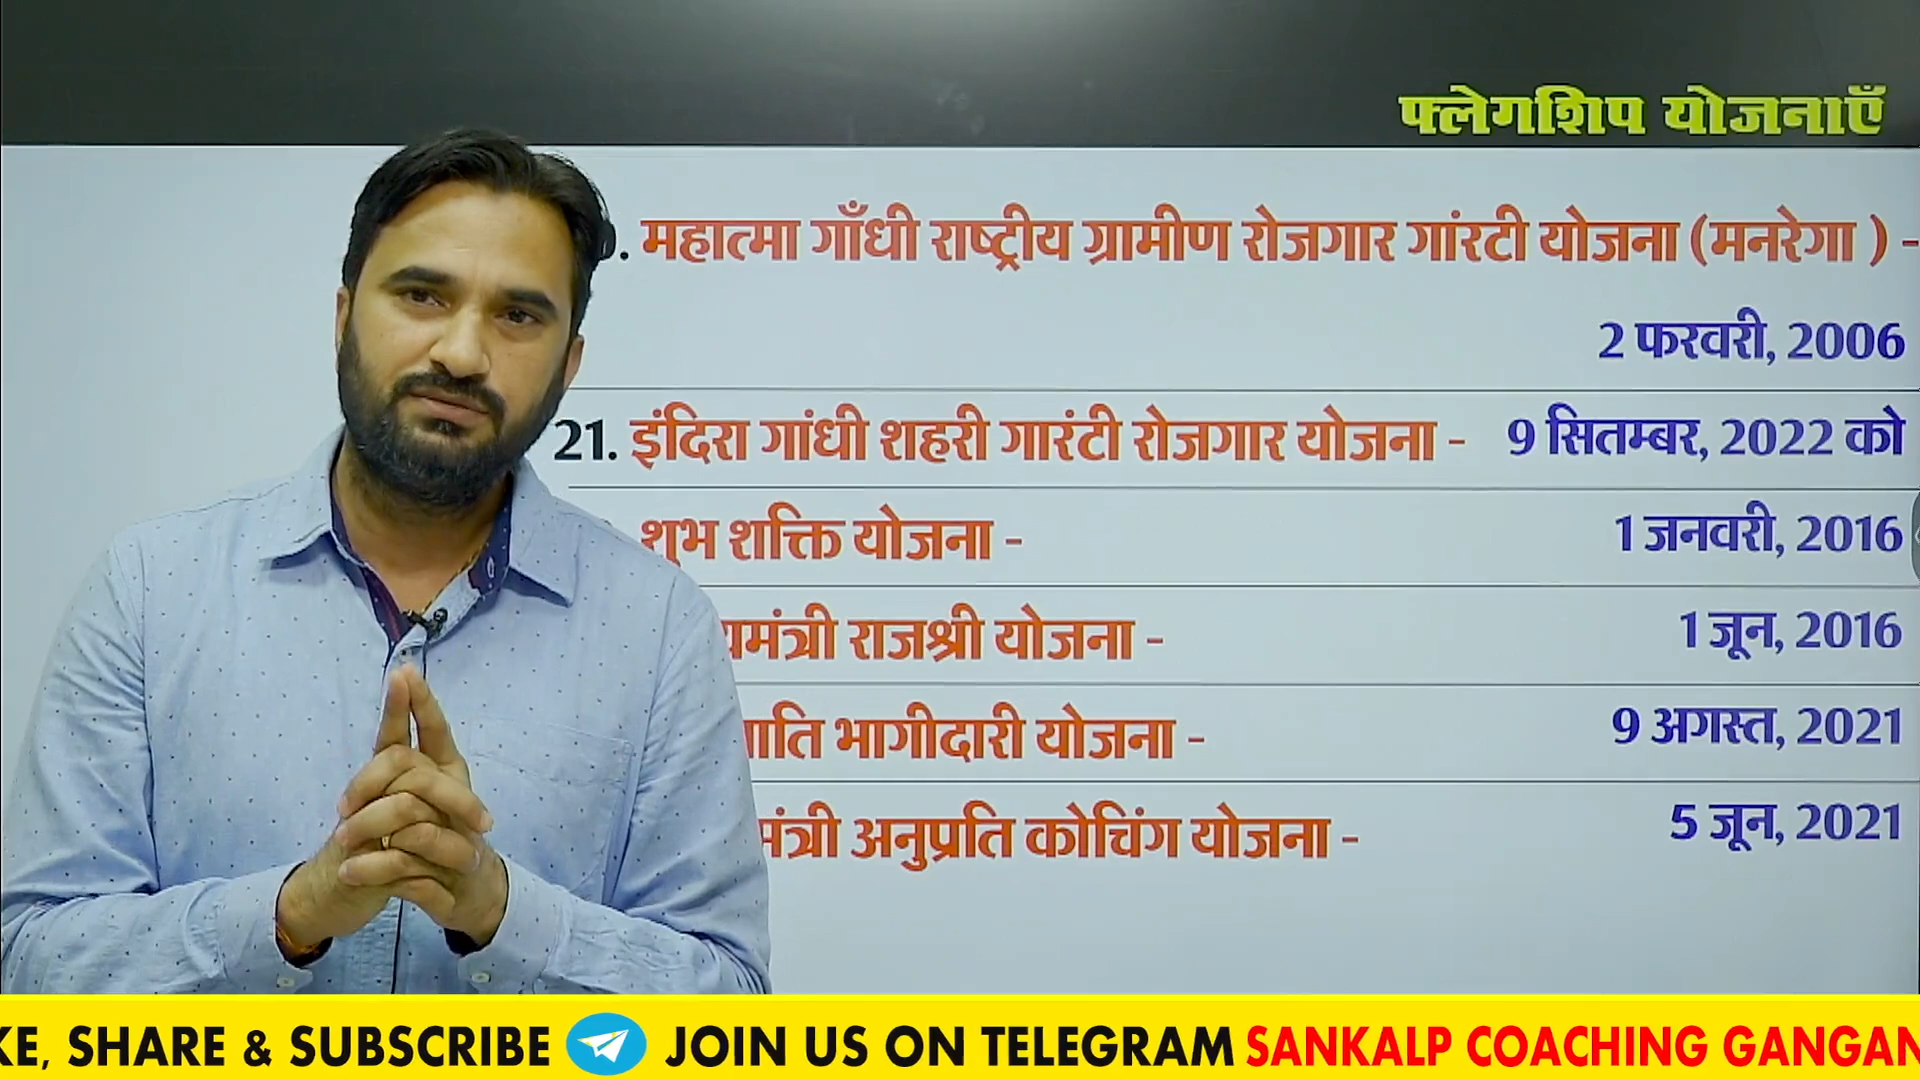 फ्लेगशिप योजनाएँ
महात्मा गाँधी राष्ट्रीय ग्रामीण रोजगार गांरटी योजना (मनरेगा ) -
2 फरवरी, 2006
21. इंदिरा गांधी शहरी गारंटी रोजगार योजना - 9 सितम्बर, 2022 को
शुभ शक्ति योजना - 1 जनवरी, 2016
राजश्री योजना - 1 जून, 2016
भागीदारी योजना - 9 अगस्त, 2021
अनुप्रति कोचिंग योजना - 5 जून, 2021
SHARE & SUBSCRIBE JOIN US ON TELEGRAM SANKALP COACHING